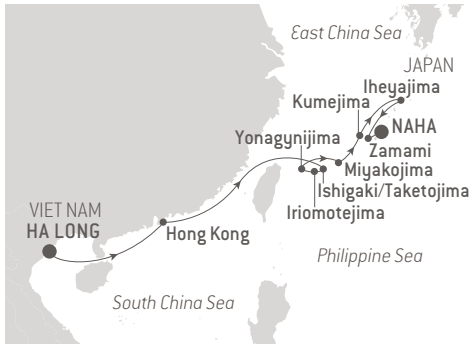 East China Sea
JAPAN
Iheyajima
Kumejima
NAHA
Yonagynijima
Zamami
Miyakojima
Ishigaki/Taketojima
Iriomotejima
VIET NAM
HA LONG
Hong Kong
Philippine Sea
South China Sea